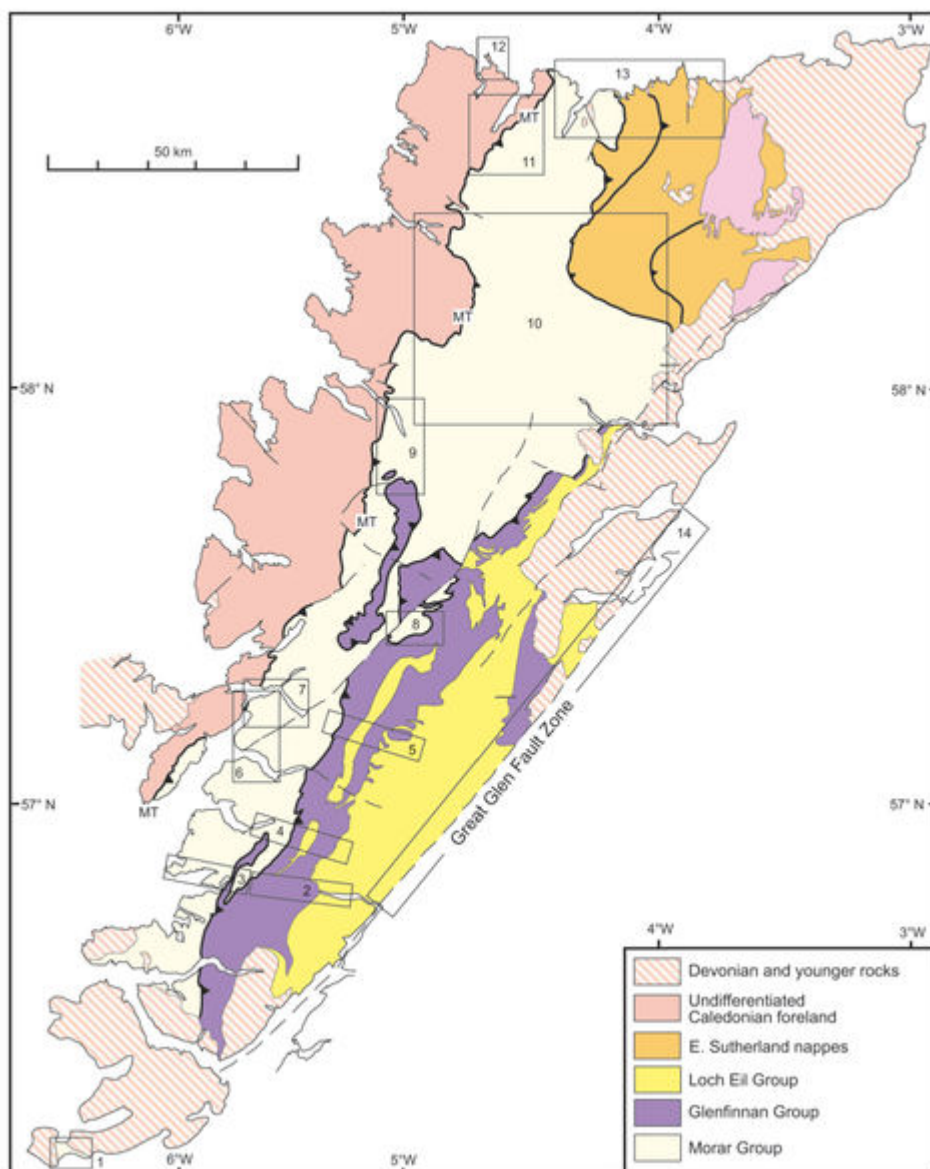 6°W
5°W
4°W
3°W
12
13
50 km
MT
11
10
MT
58° N
58° N
9
MT
14
8
7
5
6
Great Glen Fault Zone
57° N
57° N
MT
4
3
2
4°W
3°W
Devonian and younger rocks
Undifferentiated
Caledonian foreland
E. Sutherland nappes
Loch Eil Group
Glenfinnan Group
Morar Group
1
6°W
5°W